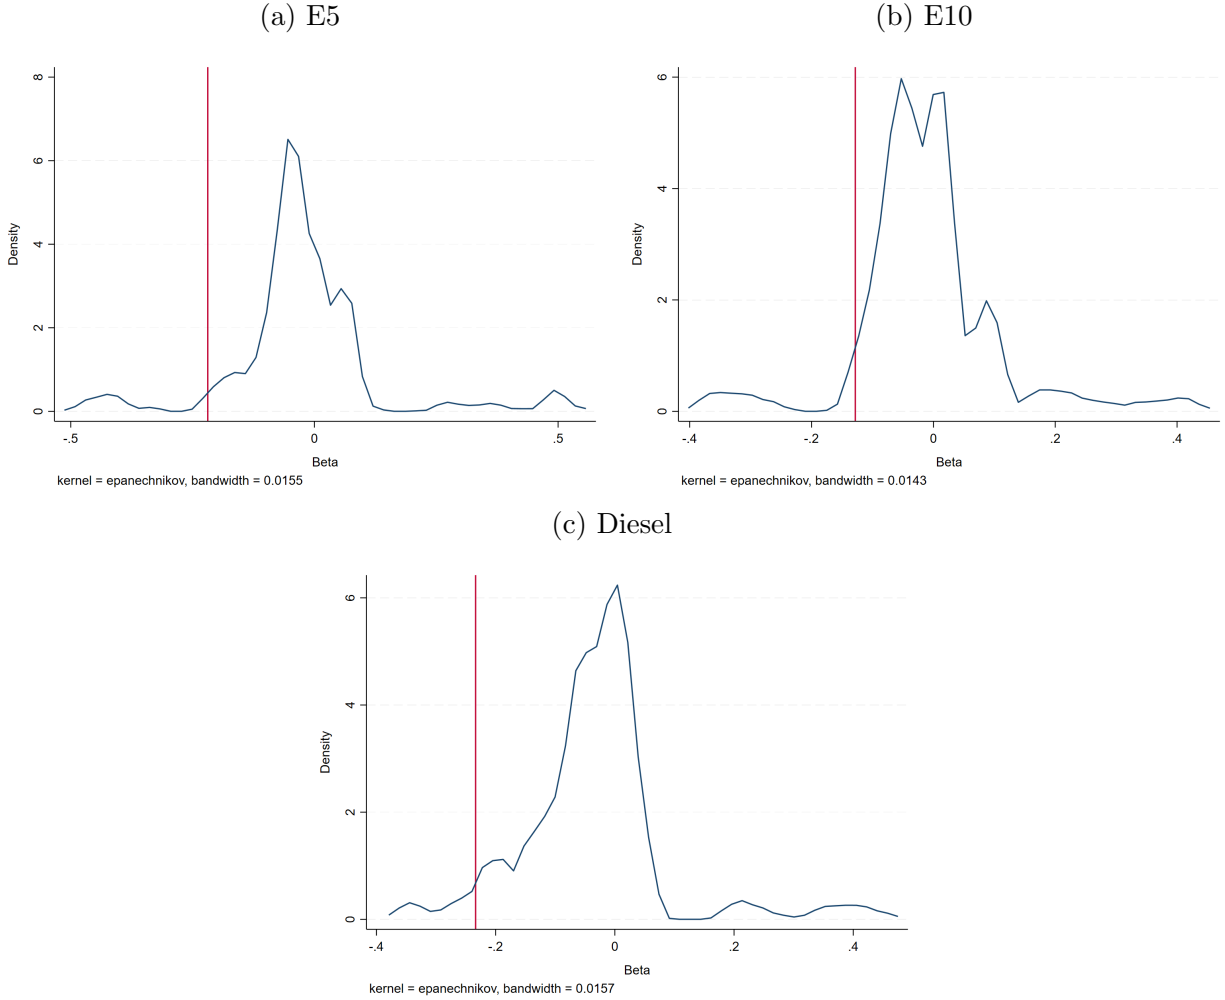 (a) E5
Density
8
6
4
2
0
-.5
0
.5
Beta
kernel = epanechnikov, bandwidth = 0.0155
(b) E10
Density
6
4
2
0
-.4
-.2
0
.2
.4
Beta
kernel = epanechnikov, bandwidth = 0.0143
(c) Diesel
Density
6
4
2
0
-.4
-.2
0
.2
.4
Beta
kernel = epanechnikov, bandwidth = 0.0157